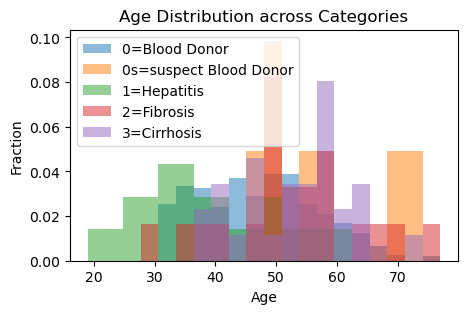 Age Distribution across Categories
0=Blood Donor
0s=suspect Blood Donor
1=Hepatitis
2=Fibrosis
3=Cirrhosis
Fraction
0.10
0.08
0.06
0.04
0.02
0.00
20 30 40 50 60 70
Age